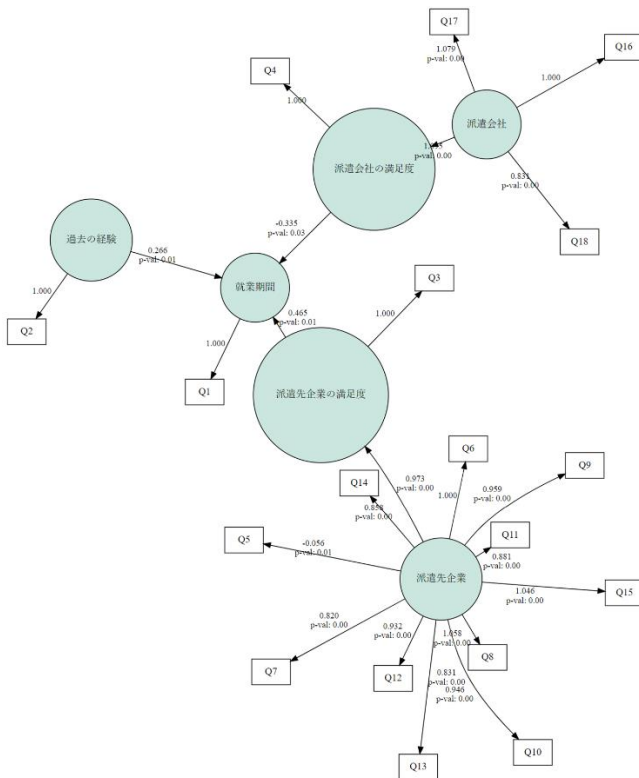 Q17
Q16
1.079
p-val: 0.00
1.000
Q4
1.000
派遣会社
p-val: 0.00
派遣会社の満足度
0.831
p-val: 0.00
-0.335
p-val: 0.03
Q18
過去の経験
0.266
p-val: 0.01
就業期間
Q3
1.000
Q2
0.465
p-val: 0.01
1.000
1.000
Q1
派遣先企業の満足度
Q6
Q9
Q14
0.973
p-val: 0.00
0.959
p-val: 0.00
1.000
p-val: 0.00
Q11
Q5
-0.056
p-val: 0.01
0.881
p-val: 0.00
派遣先企業
Q15
1.046
p-val: 0.00
0.820
p-val: 0.00
0.932
p-val: 0.00
1.058
p-val: 0.00
Q8
Q7
Q12
0.831
p-val: 0.00
0.946
p-val: 0.00
Q10
Q13